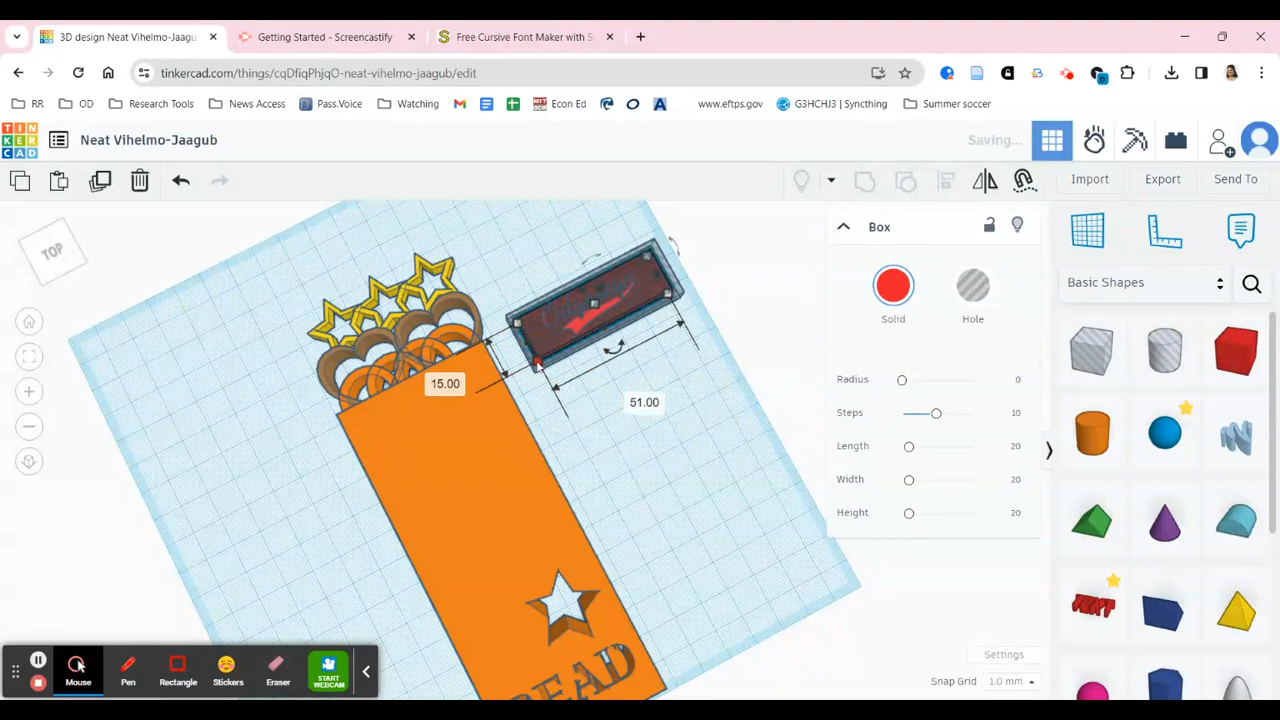 3D design Neat Vihelmo-Jaagu
Getting Started - Screencastify
Free Cursive Font Maker with S
tinkercad.com/things/cqDfiqPhjqO-neat-vihelmo-jaagub/edit
RR
OD
Research Tools
News Access
Pass.Voice
Watching
Econ Ed
www.eftps.gov
G3HCHJ3 | Syncthing
Summer soccer
TIN
KER
CAD
Neat Vihelmo-Jaagub
Saving...
Import
Export
Send To
TOP
Box
Solid
Hole
Radius 0
Steps 10
Length 20
Width 20
Height 20
Basic Shapes
15.00
51.00
READ
TEXT
Settings
Snap Grid 1.0 mm
Mouse
Pen
Rectangle
Stickers
Eraser
START
WEBCAM